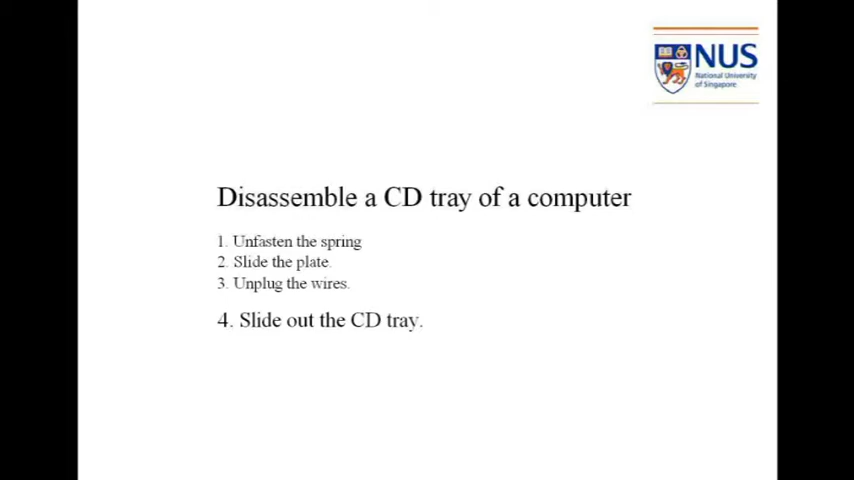 NUS
National University
of Singapore
Disassemble a CD tray of a computer
1. Unfasten the spring
2. Slide the plate.
3. Unplug the wires.
4. Slide out the CD tray.